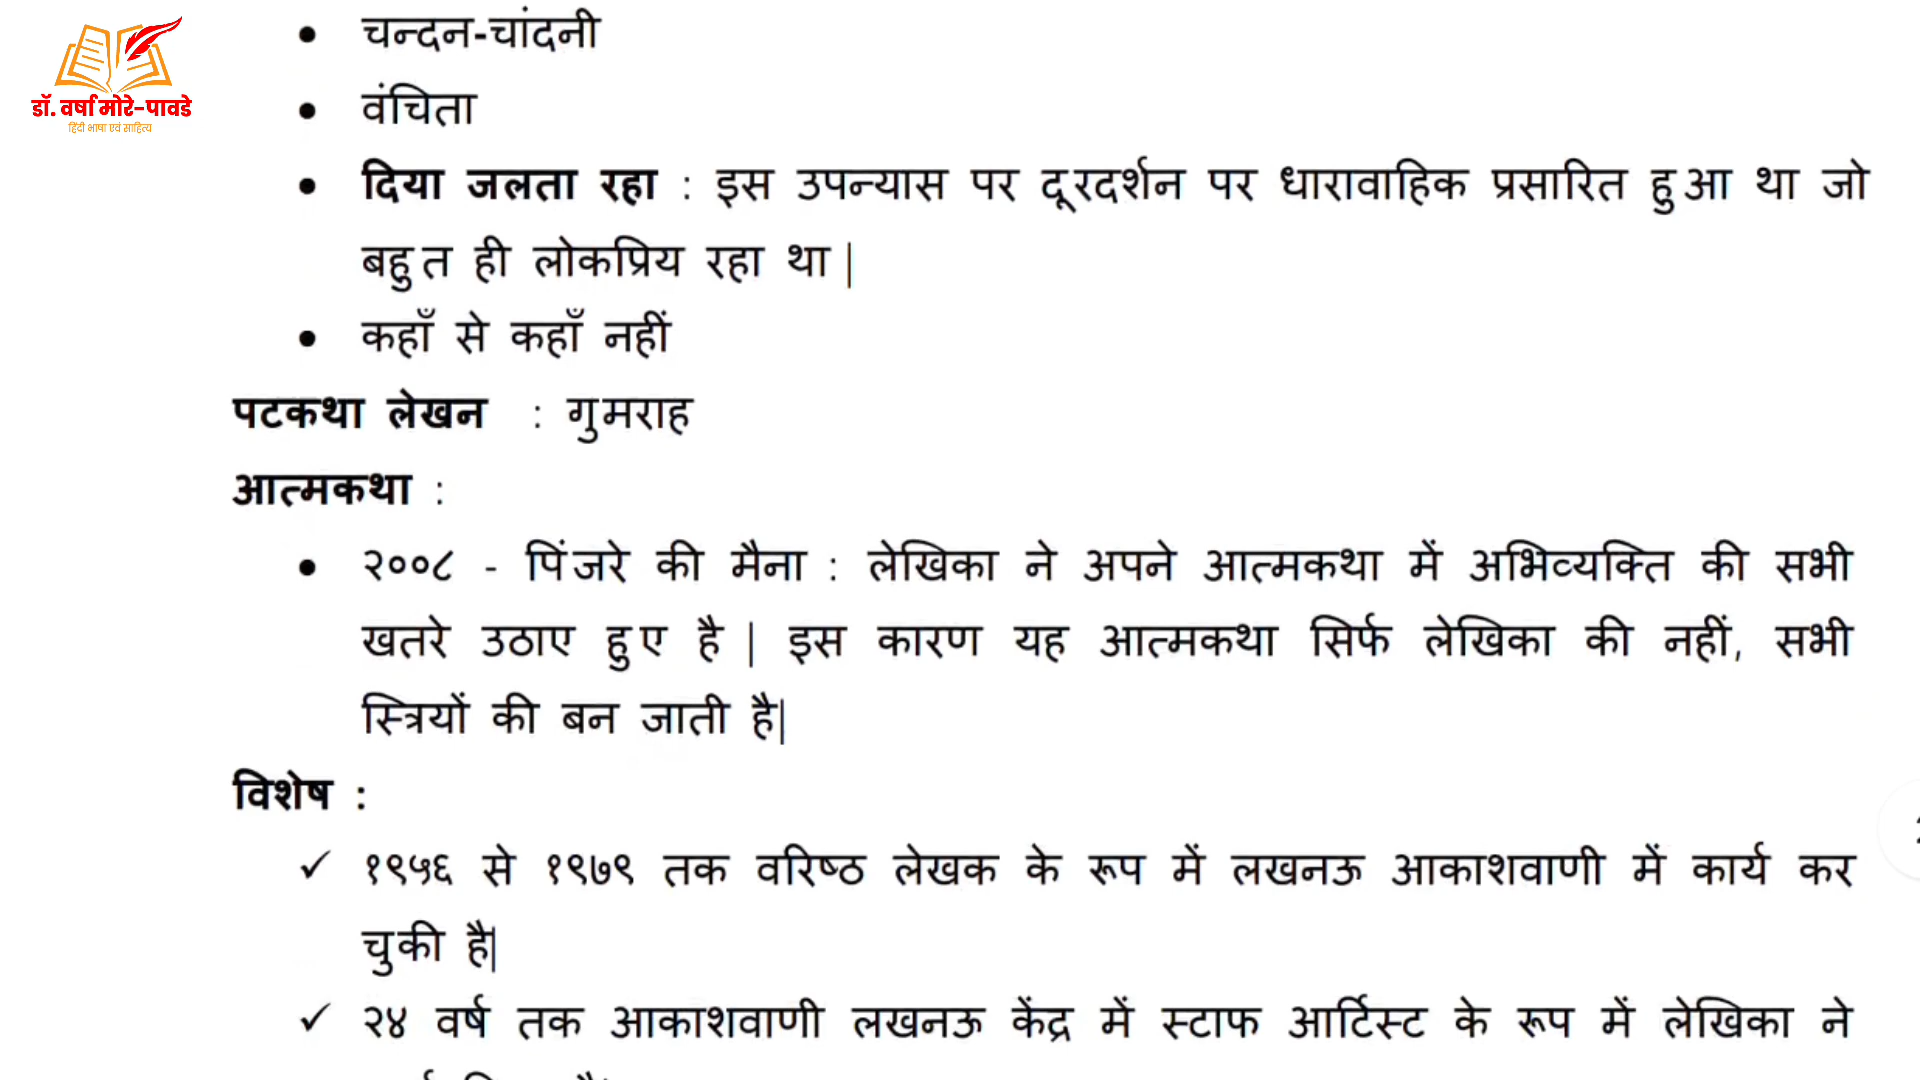 डॉ. वर्षा मोरे-पावडे
हिंदी भाषा एवं साहित्य
• चन्दन-चांदनी
• वंचिता
• दिया जलता रहा : इस उपन्यास पर दूरदर्शन पर धारावाहिक प्रसारित हुआ था जो
बहुत ही लोकप्रिय रहा था |
• कहाँ से कहाँ नहीं
पटकथा लेखन : गुमराह
आत्मकथा :
• २००८ - पिंजरे की मैना : लेखिका ने अपने आत्मकथा में अभिव्यक्ति की सभी
खतरे उठाए हुए है | इस कारण यह आत्मकथा सिर्फ लेखिका की नहीं, सभी
स्त्रियों की बन जाती है|
विशेष :
✓ १९५६ से १९७९ तक वरिष्ठ लेखक के रूप में लखनऊ आकाशवाणी में कार्य कर
चुकी है|
✓ २४ वर्ष तक आकाशवाणी लखनऊ केंद्र में स्टाफ आर्टिस्ट के रूप में लेखिका ने